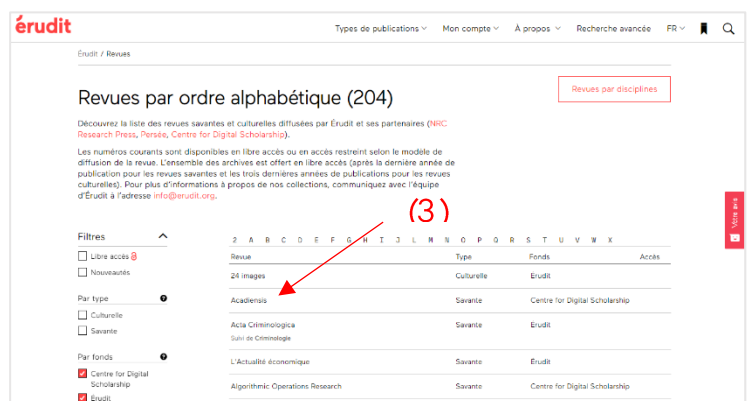 érudit
Types de publications Mon compte À propos Recherche avancée FR
Érudit / Revues
Revues par ordre alphabétique (204)
Revues par disciplines
Découvrez la liste des revues savantes et culturelles diffusées par Érudit et ses partenaires (NRC
Research Press, Persée, Centre for Digital Scholarship).
Les numéros courants sont disponibles en libre accès ou en accès restreint selon le modèle de
diffusion de la revue. L'ensemble des archives est offert en libre accès (après la dernière année de
publication pour les revues savantes et les trois dernières années de publications pour les revues
culturelles). Pour plus d'informations à propos de nos collections, communiquez avec l'équipe
d'Érudit à l'adresse info@erudit.org.
Votre avis
(3)
Filtres
2 A B C D E F G H I J L M N O P Q R S T U V W X
Libre accès
Revue Type Fonds Accès
Nouveautés
24 images Culturelle Érudit
Par type
Acadiensis Savante Centre for Digital Scholarship
Culturelle
Savante
Acta Criminologica Savante Érudit
Suivi de Criminologie
Par fonds
L'Actualité économique Savante Érudit
Centre for Digital
Scholarship
Algorithmic Operations Research Savante Centre for Digital Scholarship
Érudit